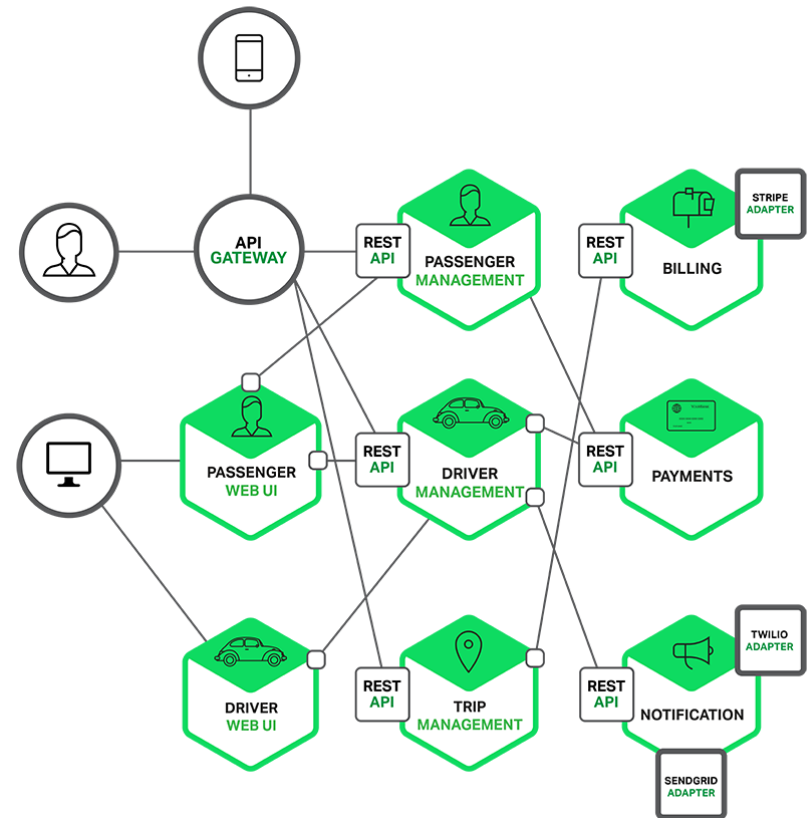 API
GATEWAY
REST
API
PASSENGER
MANAGEMENT
REST
API
BILLING
STRIPE
ADAPTER
PASSENGER
WEB UI
REST
API
DRIVER
MANAGEMENT
REST
API
PAYMENTS
DRIVER
WEB UI
REST
API
TRIP
MANAGEMENT
REST
API
NOTIFICATION
TWILIO
ADAPTER
SENDGRID
ADAPTER